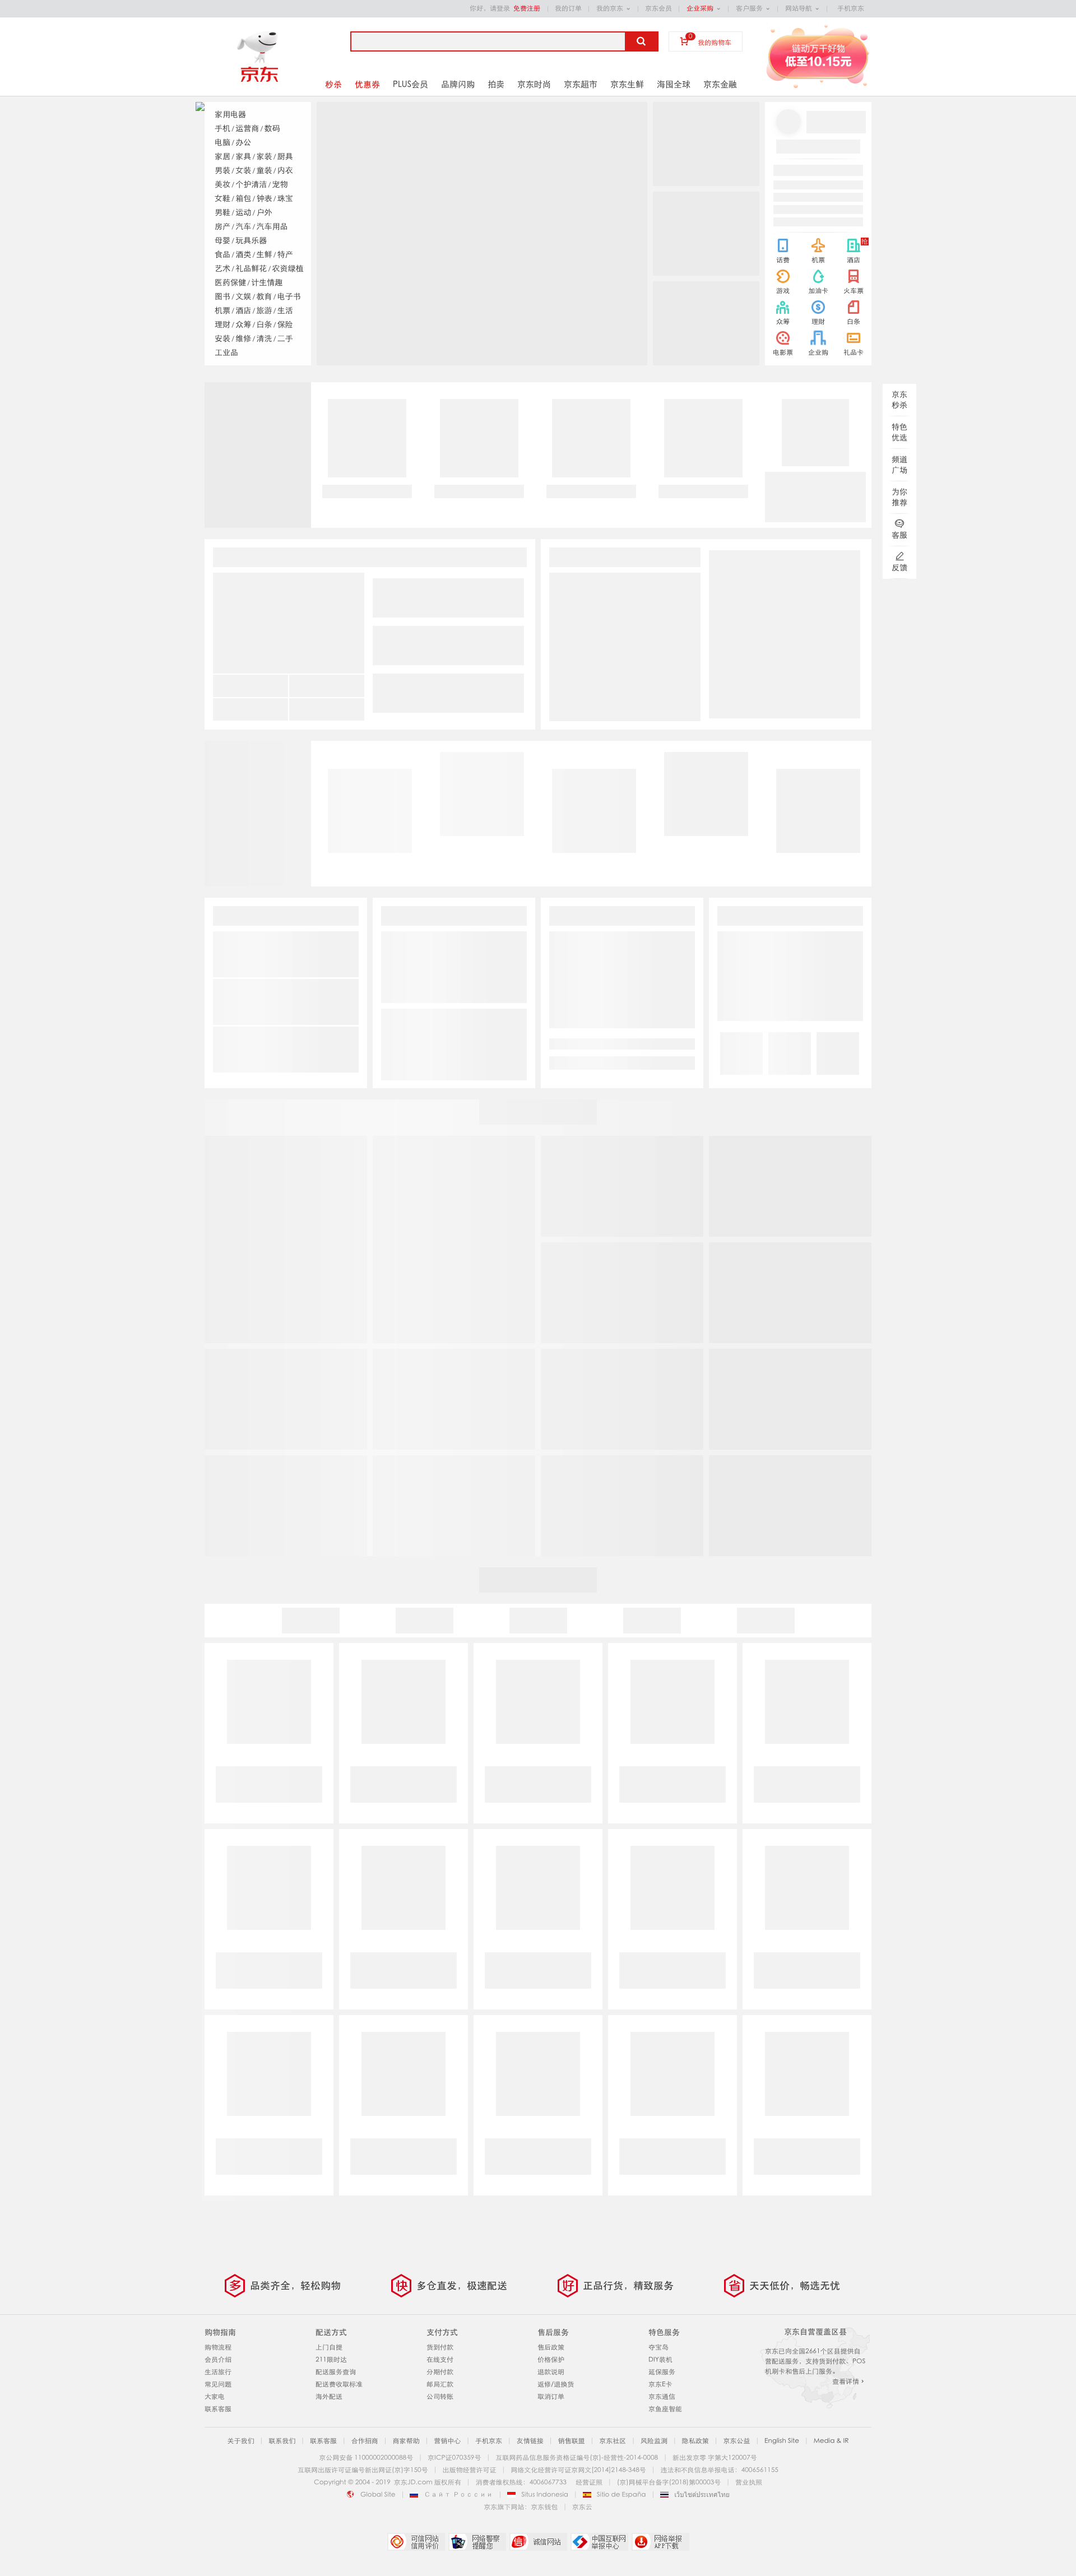 你好，请登录 免费注册 我的订单 我的京东 京东会员 企业采购 客户服务 网站导航 手机京东
京东
0 我的购物车
链动万千好物
低至10.15元
秒杀 优惠券 PLUS会员 品牌闪购 拍卖 京东时尚 京东超市 京东生鲜 海囤全球 京东金融
家用电器
手机 / 运营商 / 数码
电脑 / 办公
家居 / 家具 / 家装 / 厨具
男装 / 女装 / 童装 / 内衣
美妆 / 个护清洁 / 宠物
女鞋 / 箱包 / 钟表 / 珠宝
男鞋 / 运动 / 户外
房产 / 汽车 / 汽车用品
母婴 / 玩具乐器
食品 / 酒类 / 生鲜 / 特产
艺术 / 礼品鲜花 / 农资绿植
医药保健 / 计生情趣
图书 / 文娱 / 教育 / 电子书
机票 / 酒店 / 旅游 / 生活
理财 / 众筹 / 白条 / 保险
安装 / 维修 / 清洗 / 二手
工业品
抢
话费 机票 酒店
游戏 加油卡 火车票
众筹 理财 白条
电影票 企业购 礼品卡
京东
秒杀
特色
优选
频道
广场
为你
推荐
客服
反馈
多 品类齐全，轻松购物 快 多仓直发，极速配送 好 正品行货，精致服务 省 天天低价，畅选无忧
购物指南
购物流程
会员介绍
生活旅行
常见问题
大家电
联系客服
配送方式
上门自提
211限时达
配送服务查询
配送费收取标准
海外配送
支付方式
货到付款
在线支付
分期付款
邮局汇款
公司转账
售后服务
售后政策
价格保护
退款说明
返修/退换货
取消订单
特色服务
夺宝岛
DIY装机
延保服务
京东E卡
京东通信
京鱼座智能
京东自营覆盖区县
京东已向全国2661个区县提供自
营配送服务，支持货到付款、POS
机刷卡和售后上门服务。
查看详情 >
关于我们 | 联系我们 | 联系客服 | 合作招商 | 商家帮助 | 营销中心 | 手机京东 | 友情链接 | 销售联盟 | 京东社区 | 风险监测 | 隐私政策 | 京东公益 | English Site | Media & IR
京公网安备 11000002000088号 | 京ICP证070359号 | 互联网药品信息服务资格证编号(京)-经营性-2014-0008 | 新出发京零 字第大120007号
互联网出版许可证编号新出网证(京)字150号 | 出版物经营许可证 | 网络文化经营许可证京网文[2014]2148-348号 | 违法和不良信息举报电话：4006561155
Copyright © 2004 - 2019 京东JD.com 版权所有 | 消费者维权热线：4006067733 经营证照 | (京)网械平台备字(2018)第00003号 | 营业执照
Global Site | Сайт России | Situs Indonesia | Sitio de España | เว็บไซต์ประเทศไทย
京东旗下网站：京东钱包 | 京东云
可信网站
信用评价
网络警察
提醒您
诚信网站
中国互联网
举报中心
网络举报
APP下载